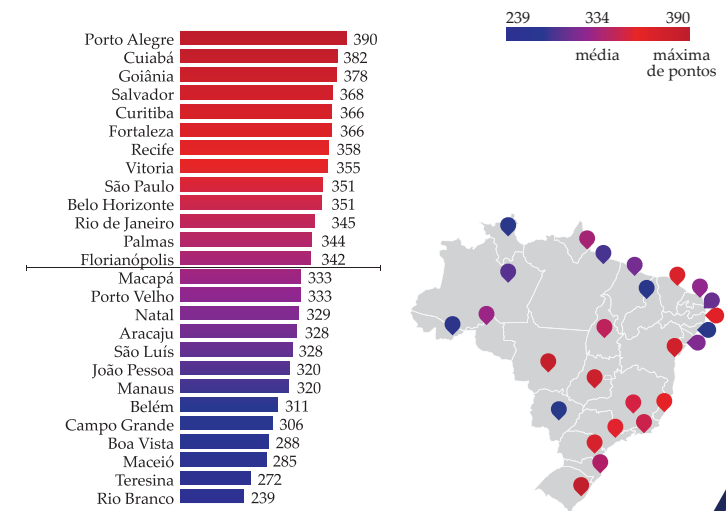 239 334 390
média máxima
de pontos
Porto Alegre 390
Cuiabá 382
Goiânia 378
Salvador 368
Curitiba 366
Fortaleza 366
Recife 358
Vitoria 355
São Paulo 351
Belo Horizonte 351
Rio de Janeiro 345
Palmas 344
Florianópolis 342
Macapá 333
Porto Velho 333
Natal 329
Aracaju 328
São Luís 328
João Pessoa 320
Manaus 320
Belém 311
Campo Grande 306
Boa Vista 288
Maceió 285
Teresina 272
Rio Branco 239